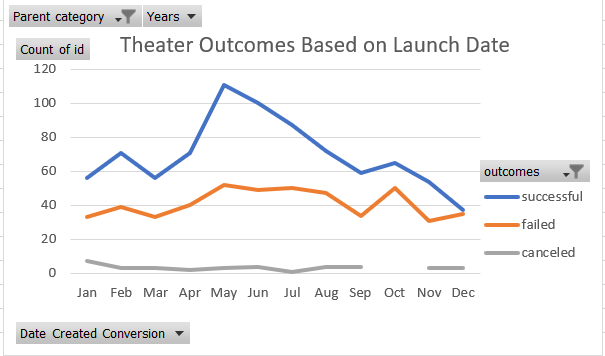 Parent category Years
Theater Outcomes Based on Launch Date
Count of id
120
100
80
60
40
20
0
Jan Feb Mar Apr May Jun Jul Aug Sep Oct Nov Dec
outcomes
successful
failed
canceled
Date Created Conversion